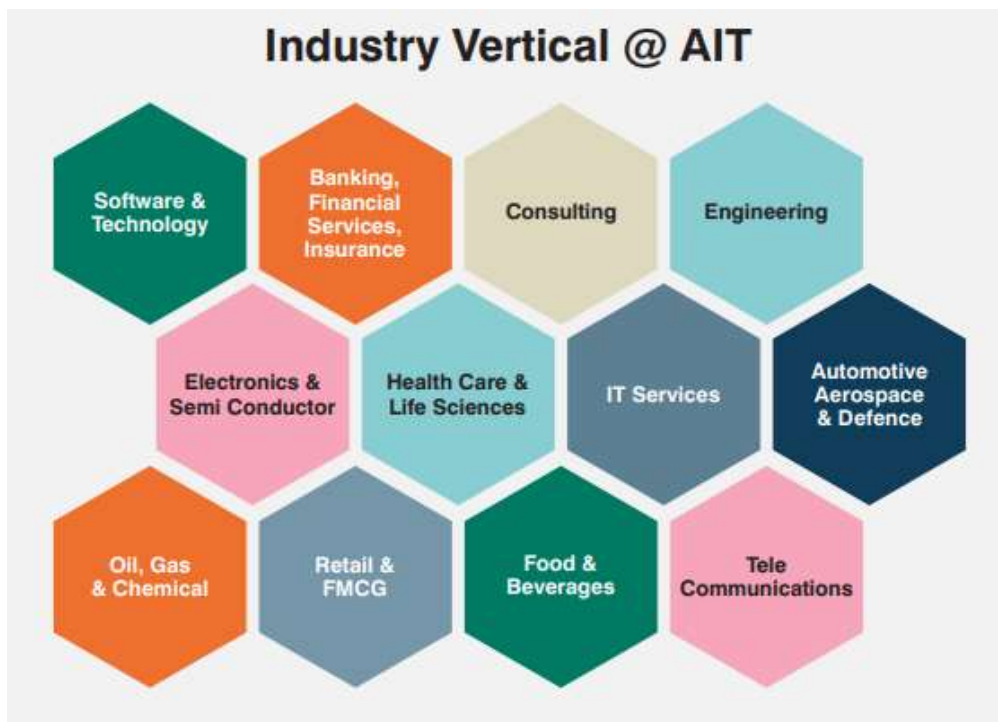 Industry Vertical @ AIT
Software &
Technology
Banking,
Financial
Services,
Insurance
Consulting
Engineering
Electronics &
Semi Conductor
Health Care &
Life Sciences
IT Services
Automotive
Aerospace
& Defence
Oil, Gas
& Chemical
Retail &
FMCG
Food &
Beverages
Tele
Communications